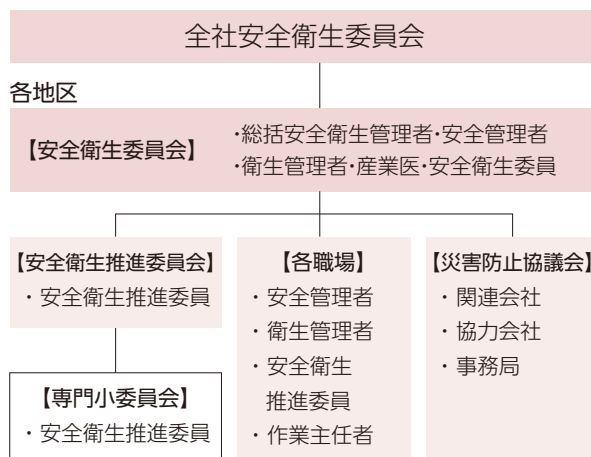 全社安全衛生委員会
各地区
【安全衛生委員会】
・総括安全衛生管理者・安全管理者
・衛生管理者・産業医・安全衛生委員
【安全衛生推進委員会】
・安全衛生推進委員
【専門小委員会】
・安全衛生推進委員
【各職場】
・安全管理者
・衛生管理者
・安全衛生
推進委員
・作業主任者
【災害防止協議会】
・関連会社
・協力会社
・事務局